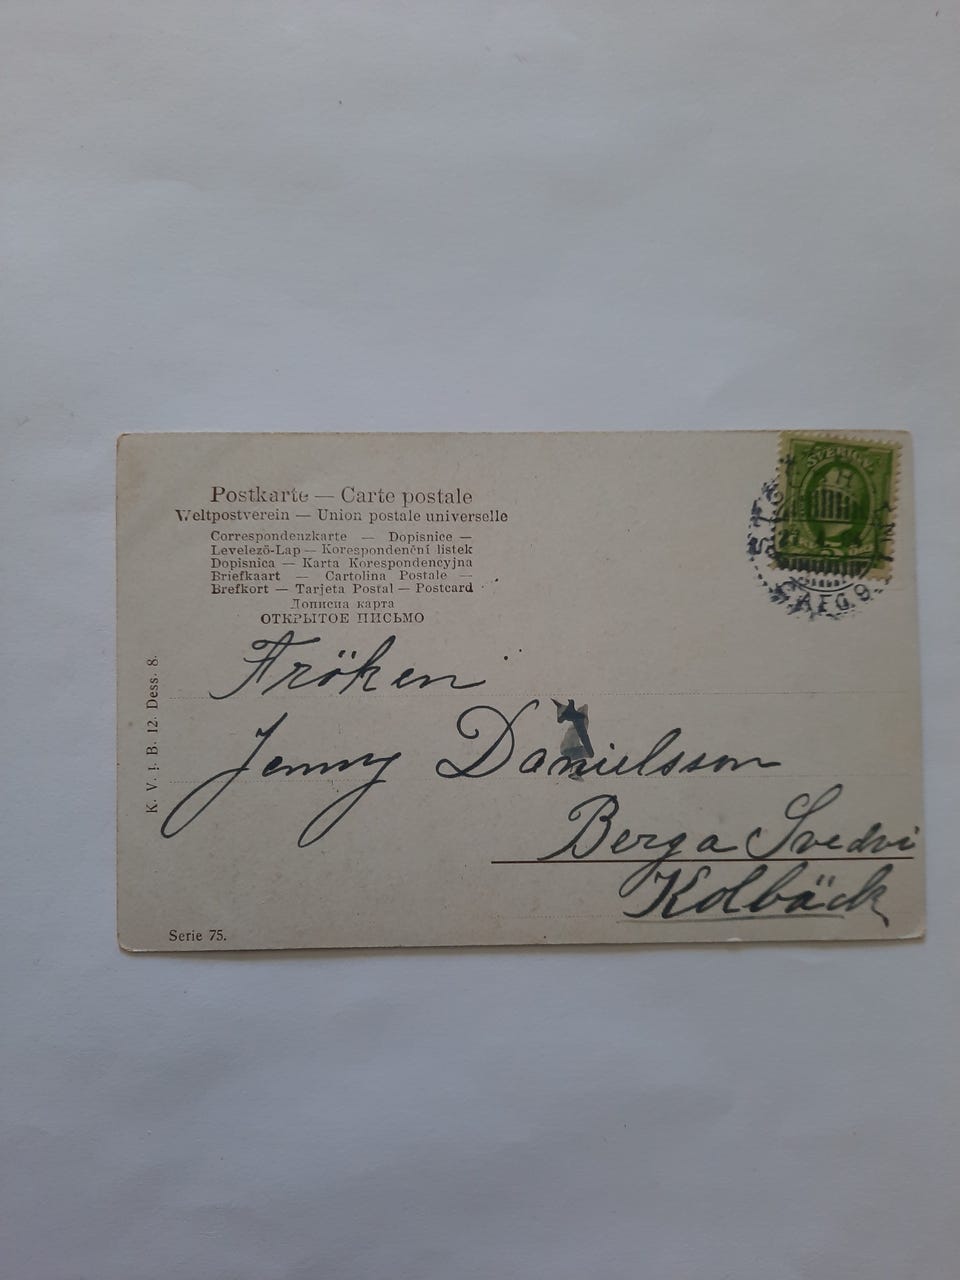 Postkarte — Carte postale
Weltpostverein — Union postale universelle
Correspondenzkarte — Dopisnice —
Levelező-Lap — Korespondenční listek
Dopisnica — Karta Korespondencyjna
Briefkaart — Cartolina Postale —
Brefkort — Tarjeta Postal — Postcard
Дописна карта
ОТКРЫТОЕ ПИСЬМО
SVERIGE
Fröken
Jenny Danielsson
Berga Svedvi
Kolbäck
K. V. i. B. 12. Dess. 8.
Serie 75.